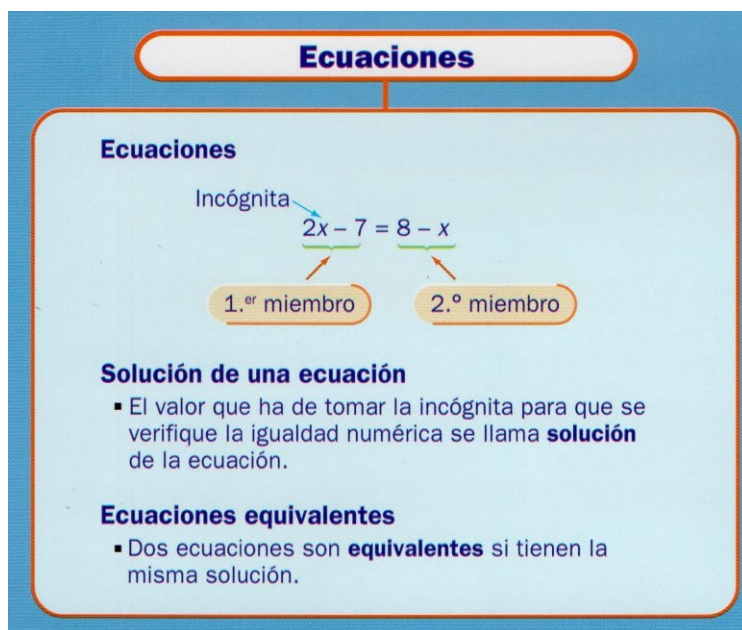 Ecuaciones
Ecuaciones
Incógnita
2x – 7 = 8 – x
1.er miembro 2.º miembro
Solución de una ecuación
▪ El valor que ha de tomar la incógnita para que se
verifique la igualdad numérica se llama solución
de la ecuación.
Ecuaciones equivalentes
▪ Dos ecuaciones son equivalentes si tienen la
misma solución.